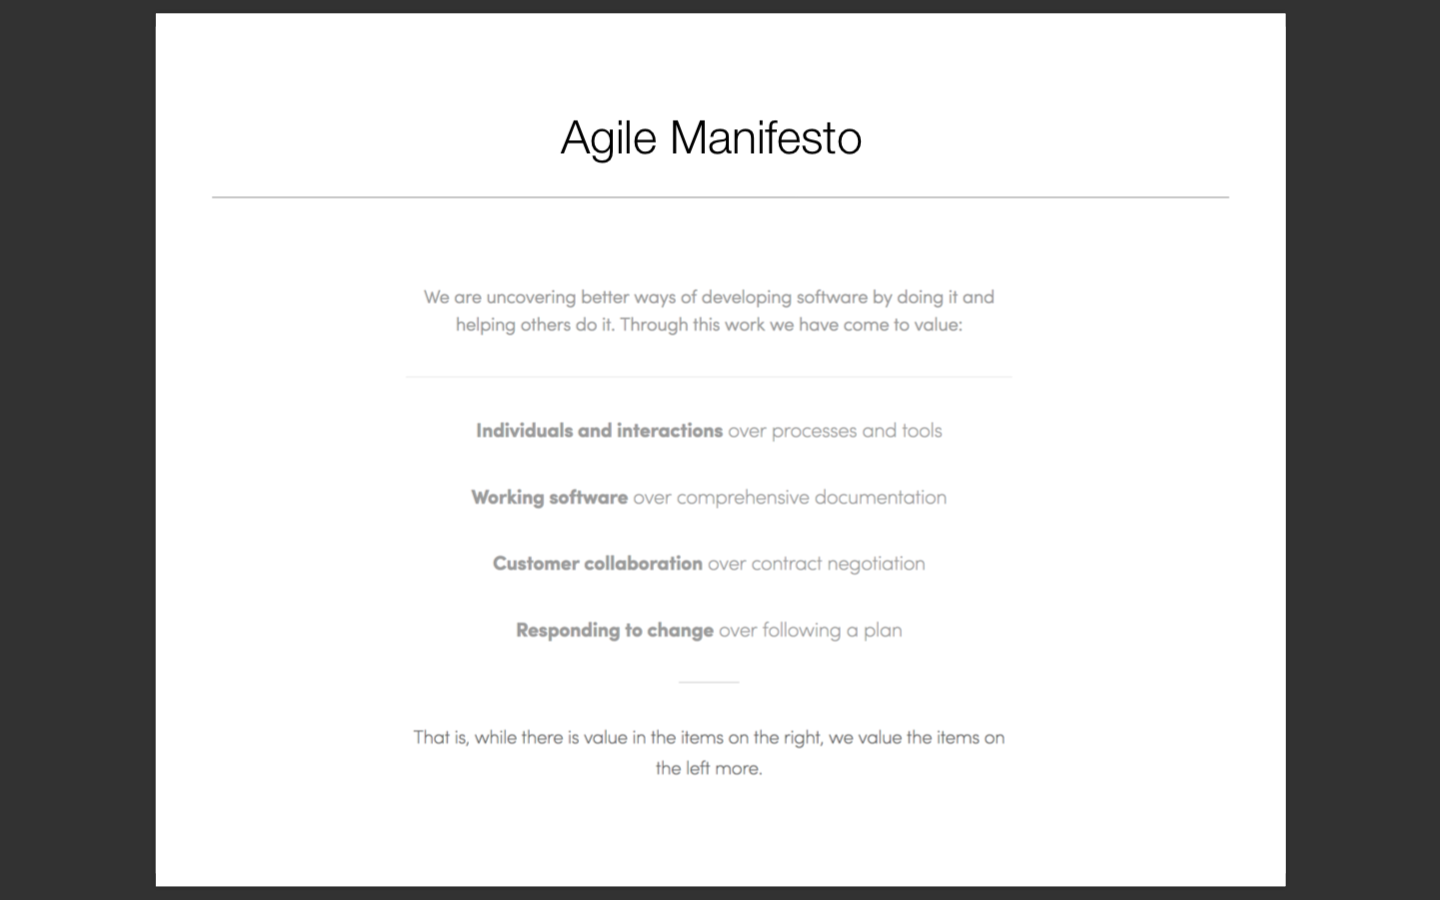 Agile Manifesto
We are uncovering better ways of developing software by doing it and
helping others do it. Through this work we have come to value:
Individuals and interactions over processes and tools
Working software over comprehensive documentation
Customer collaboration over contract negotiation
Responding to change over following a plan
That is, while there is value in the items on the right, we value the items on
the left more.